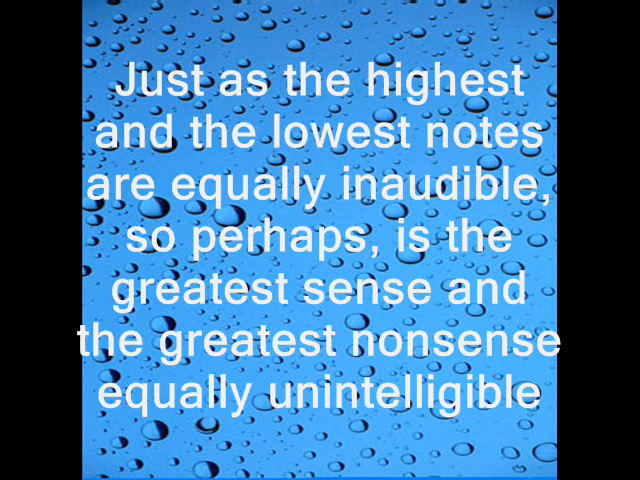 Just as the highest
and the lowest notes
are equally inaudible,
so perhaps, is the
greatest sense and
the greatest nonsense
equally unintelligible